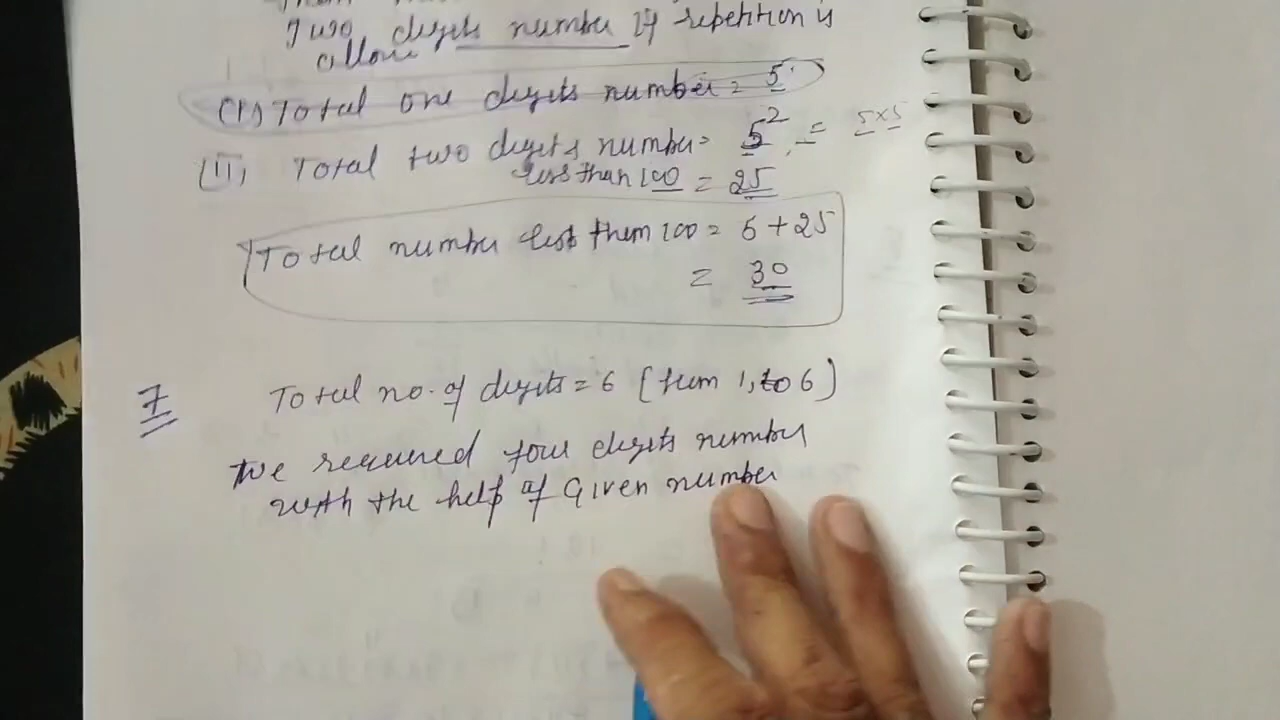 Two digits number if repetition is
allow
(I) Total one digits number = 5
(II) Total two digits number = 5² = 5×5
less than 100 = 25
Total number less them 100 = 5 + 25
= 30
7 Total no. of digits = 6 [from 1, to 6)
We required four digits number
with the help of Given number